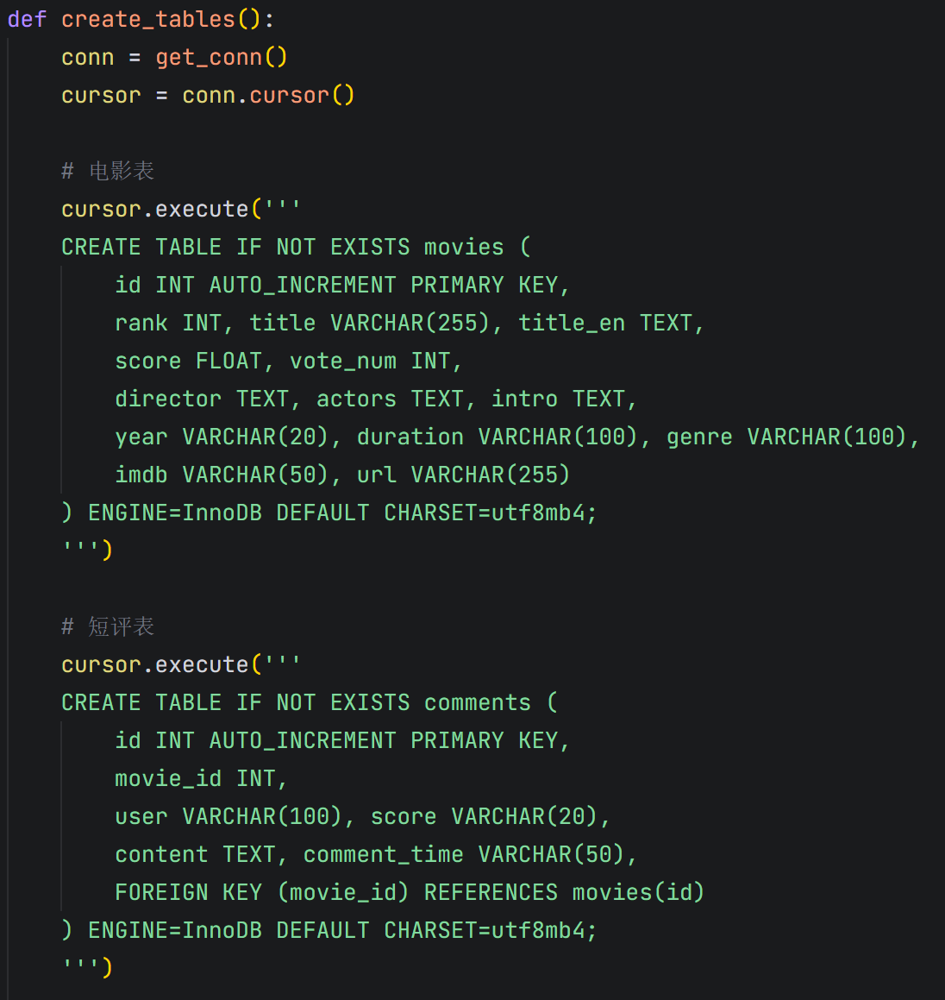 def create_tables():
    conn = get_conn()
    cursor = conn.cursor()

    # 电影表
    cursor.execute('''
    CREATE TABLE IF NOT EXISTS movies (
        id INT AUTO_INCREMENT PRIMARY KEY,
        rank INT, title VARCHAR(255), title_en TEXT,
        score FLOAT, vote_num INT,
        director TEXT, actors TEXT, intro TEXT,
        year VARCHAR(20), duration VARCHAR(100), genre VARCHAR(100),
        imdb VARCHAR(50), url VARCHAR(255)
    ) ENGINE=InnoDB DEFAULT CHARSET=utf8mb4;
    ''')

    # 短评表
    cursor.execute('''
    CREATE TABLE IF NOT EXISTS comments (
        id INT AUTO_INCREMENT PRIMARY KEY,
        movie_id INT,
        user VARCHAR(100), score VARCHAR(20),
        content TEXT, comment_time VARCHAR(50),
        FOREIGN KEY (movie_id) REFERENCES movies(id)
    ) ENGINE=InnoDB DEFAULT CHARSET=utf8mb4;
    ''')